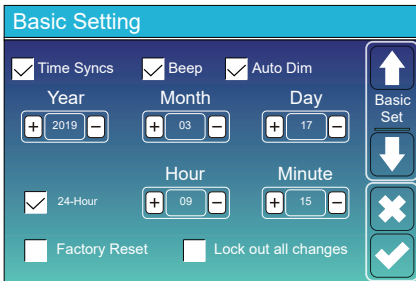 Basic Setting
Time Syncs Beep Auto Dim
Year Month Day
+ 2019 − + 03 − + 17 −
Basic
Set
Hour Minute
24-Hour + 09 − + 15 −
Factory Reset Lock out all changes